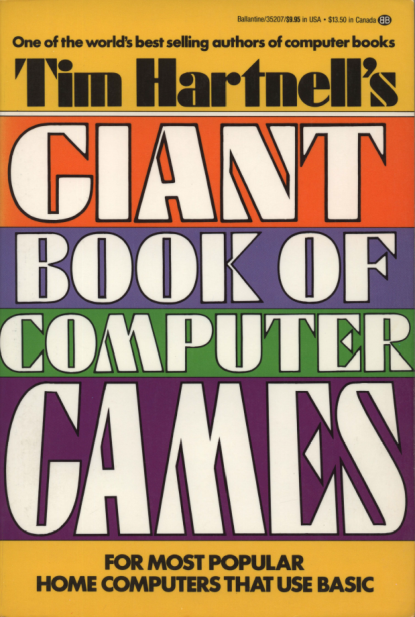 Ballantine/35207/$9.95 in USA • $13.50 in Canada BB
One of the world's best selling authors of computer books
Tim Hartnell's
GIANT
BOOK OF
COMPUTER
GAMES
FOR MOST POPULAR
HOME COMPUTERS THAT USE BASIC